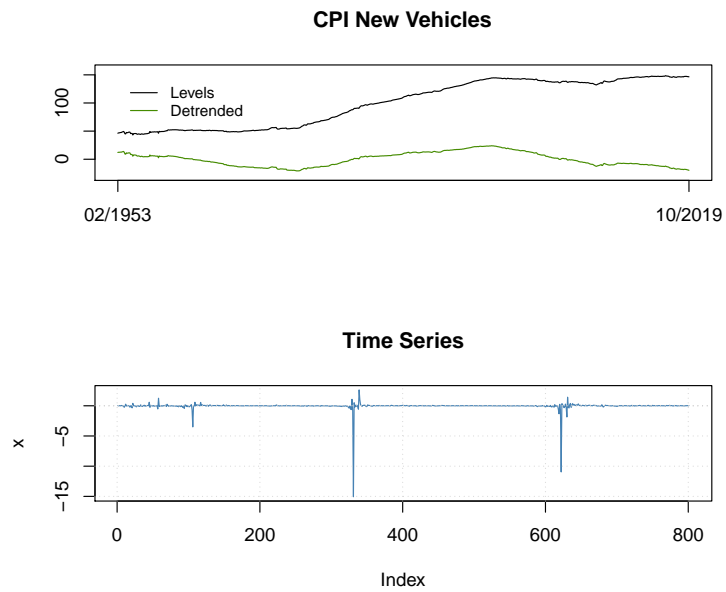 CPI New Vehicles
100
0
Levels
Detrended
02/1953 10/2019
Time Series
x
−5
−15
0 200 400 600 800
Index